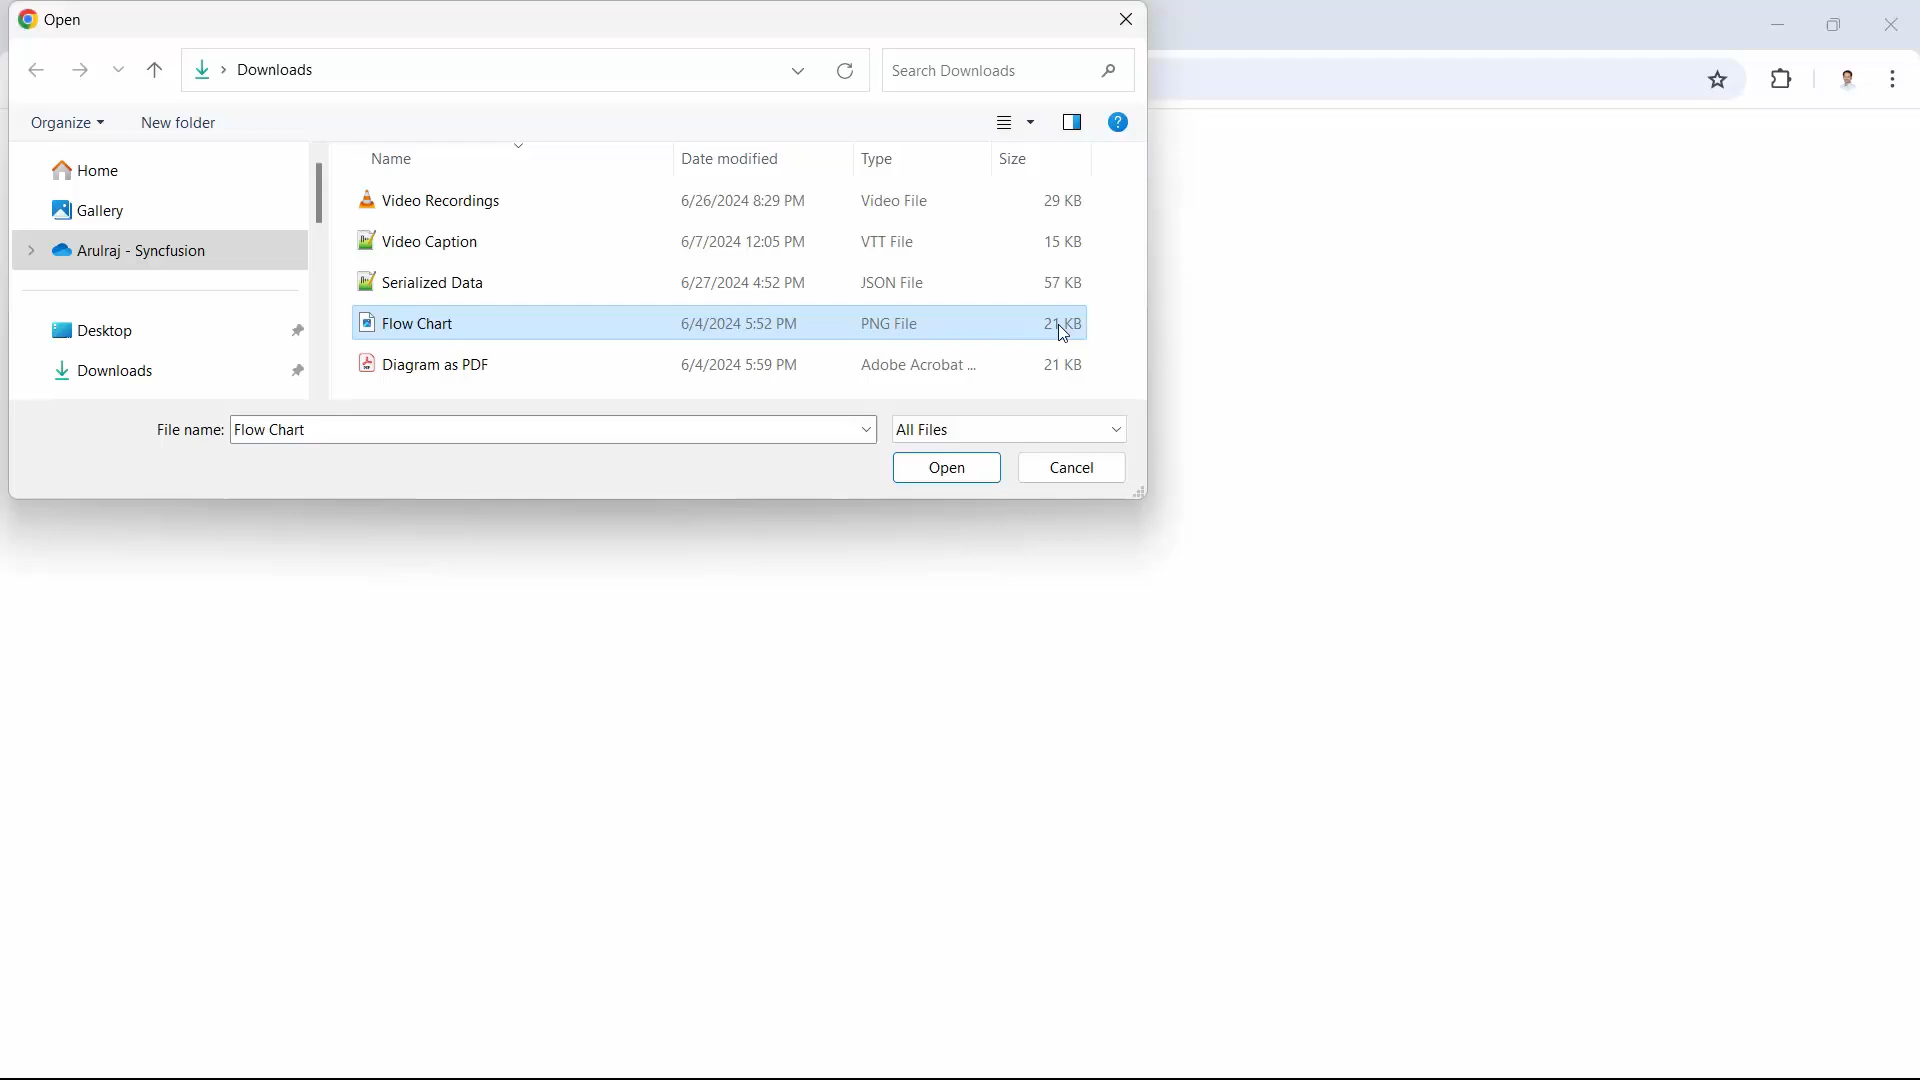 Open
Downloads
Search Downloads
Organize
New folder
Name
Date modified
Type
Size
Home
Gallery
Arulraj - Syncfusion
Desktop
Downloads
Video Recordings 6/26/2024 8:29 PM Video File 29 KB
Video Caption 6/7/2024 12:05 PM VTT File 15 KB
Serialized Data 6/27/2024 4:52 PM JSON File 57 KB
Flow Chart 6/4/2024 5:52 PM PNG File 21 KB
Diagram as PDF 6/4/2024 5:59 PM Adobe Acrobat ... 21 KB
File name: Flow Chart
All Files
Open
Cancel